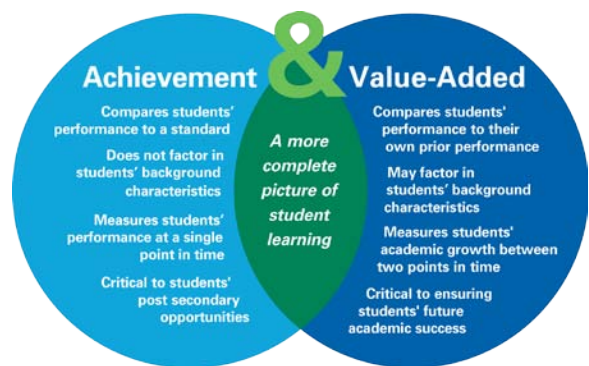 &
Achievement
Compares students'
performance to a standard
Does not factor in
students' background
characteristics
Measures students'
performance at a single
point in time
Critical to students'
post secondary
opportunities
A more
complete
picture of
student
learning
Value-Added
Compares students'
performance to their
own prior performance
May factor in
students' background
characteristics
Measures students'
academic growth between
two points in time
Critical to ensuring
students' future
academic success